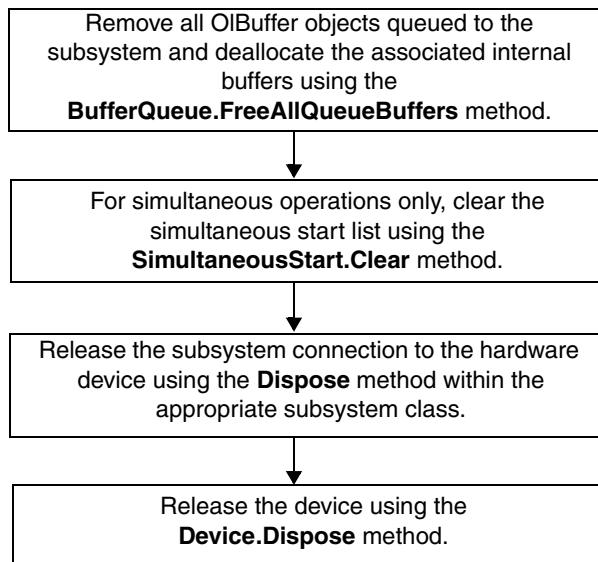 Remove all OlBuffer objects queued to the
subsystem and deallocate the associated internal
buffers using the
BufferQueue.FreeAllQueueBuffers method.
For simultaneous operations only, clear the
simultaneous start list using the
SimultaneousStart.Clear method.
Release the subsystem connection to the hardware
device using the Dispose method within the
appropriate subsystem class.
Release the device using the
Device.Dispose method.